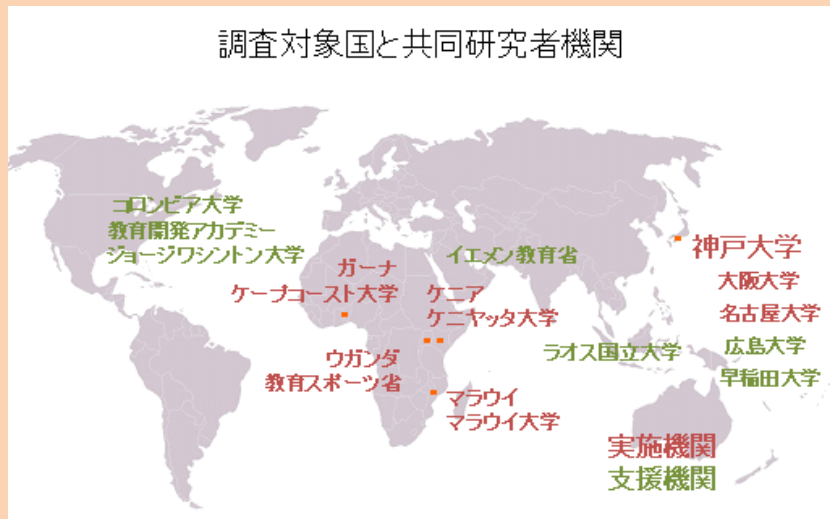 調査対象国と共同研究者機関
コロンビア大学
教育開発アカデミー
ジョージワシントン大学
ガーナ
ケープコースト大学
イエメン教育省
ケニア
ケニヤッタ大学
ウガンダ
教育スポーツ省
マラウイ
マラウイ大学
ラオス国立大学
神戸大学
大阪大学
名古屋大学
広島大学
早稲田大学
実施機関
支援機関